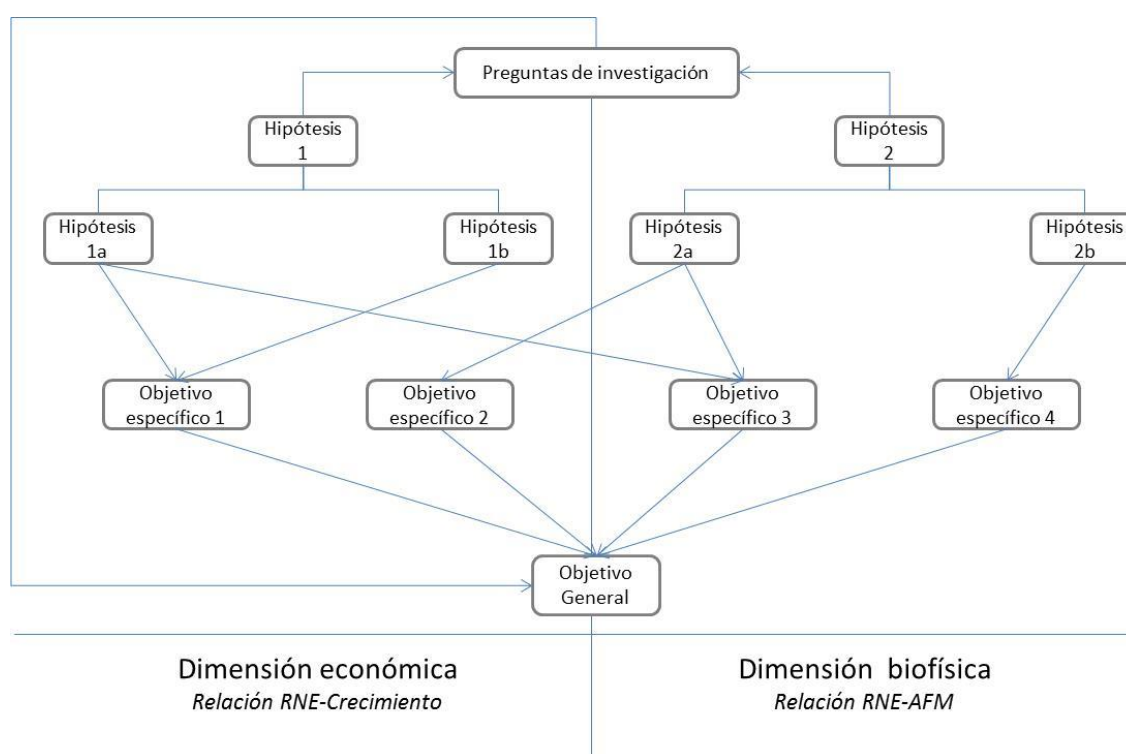 Preguntas de investigación
Hipótesis
1
Hipótesis
2
Hipótesis
1a
Hipótesis
1b
Hipótesis
2a
Hipótesis
2b
Objetivo
específico 1
Objetivo
específico 2
Objetivo
específico 3
Objetivo
específico 4
Objetivo
General
Dimensión económica
Relación RNE-Crecimiento
Dimensión  biofísica
Relación RNE-AFM